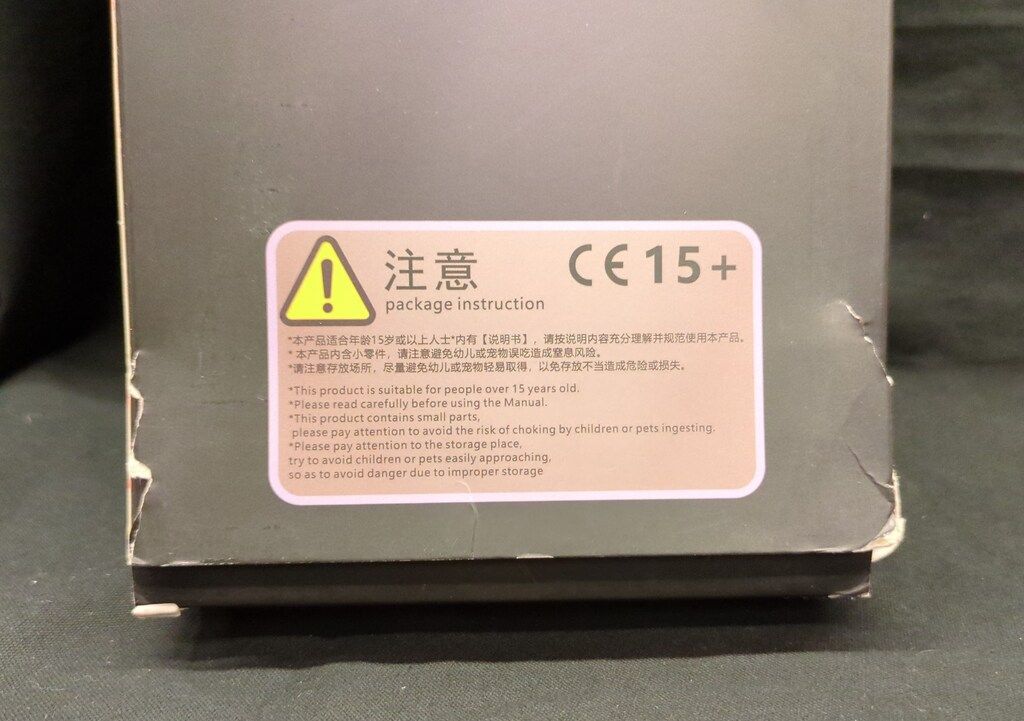 注意
package instruction
CE 15+
*本产品适合年龄15岁或以上人士*内有【说明书】，请按说明内容充分理解并规范使用本产品。
* 本产品内含小零件，请注意避免幼儿或宠物误吃造成窒息风险。
*请注意存放场所，尽量避免幼儿或宠物轻易取得，以免存放不当造成危险或损失。
*This product is suitable for people over 15 years old.
*Please read carefully before using the Manual.
*This product contains small parts,
please pay attention to avoid the risk of choking by children or pets ingesting.
*Please pay attention to the storage place,
try to avoid children or pets easily approaching,
so as to avoid danger due to improper storage